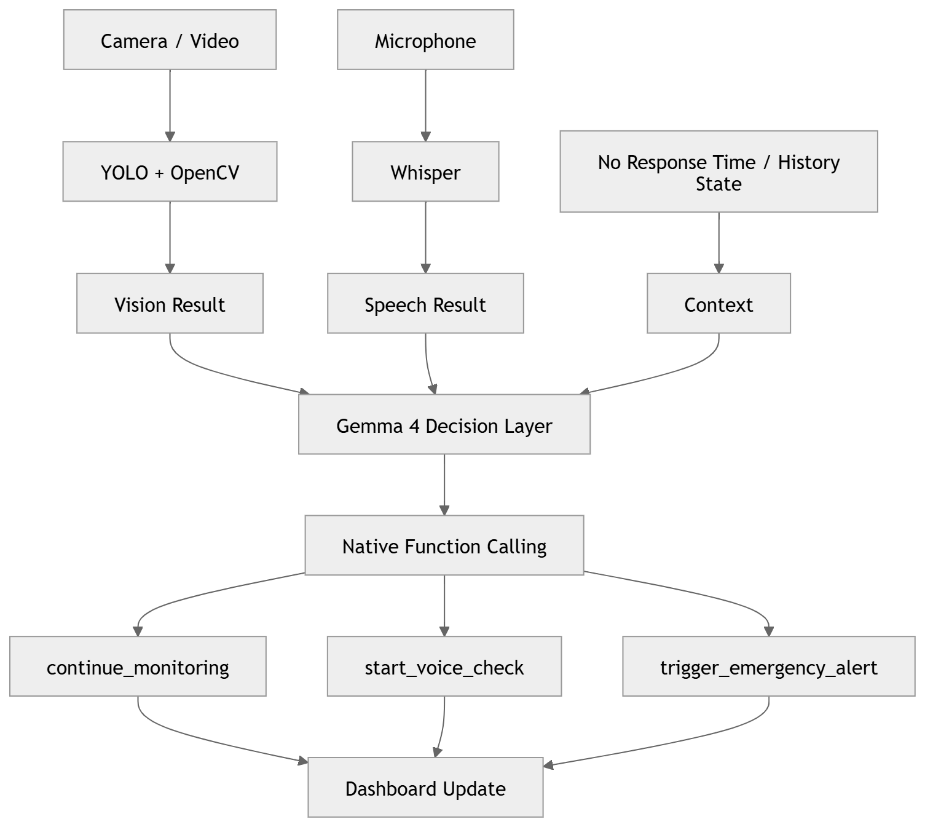 Camera / Video
Microphone
YOLO + OpenCV
Whisper
No Response Time / History
State
Vision Result
Speech Result
Context
Gemma 4 Decision Layer
Native Function Calling
continue_monitoring
start_voice_check
trigger_emergency_alert
Dashboard Update